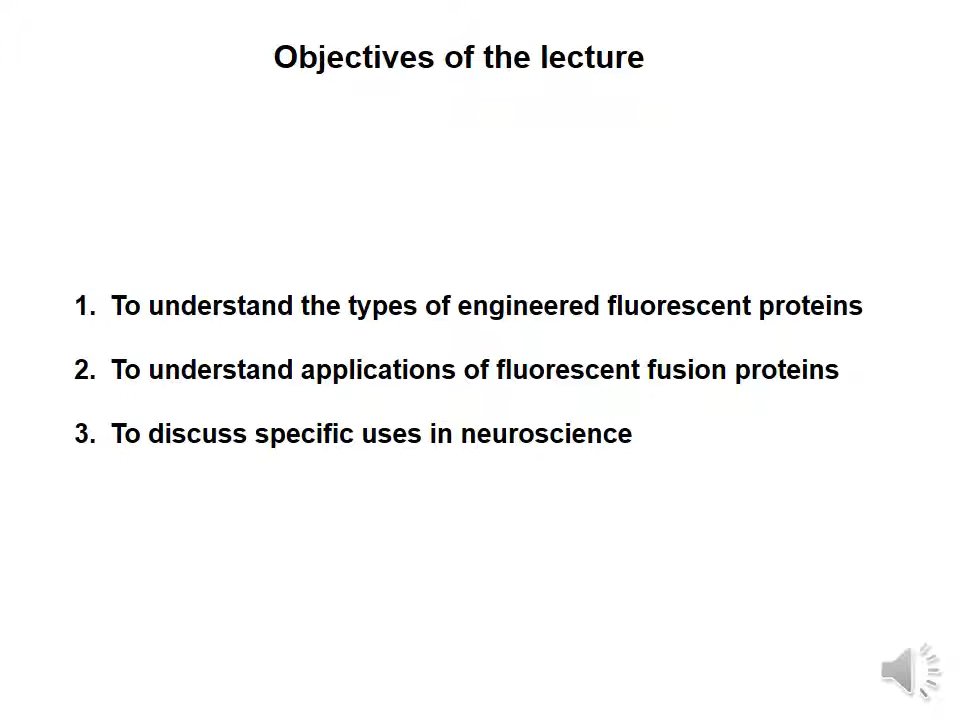 Objectives of the lecture
1. To understand the types of engineered fluorescent proteins
2. To understand applications of fluorescent fusion proteins
3. To discuss specific uses in neuroscience